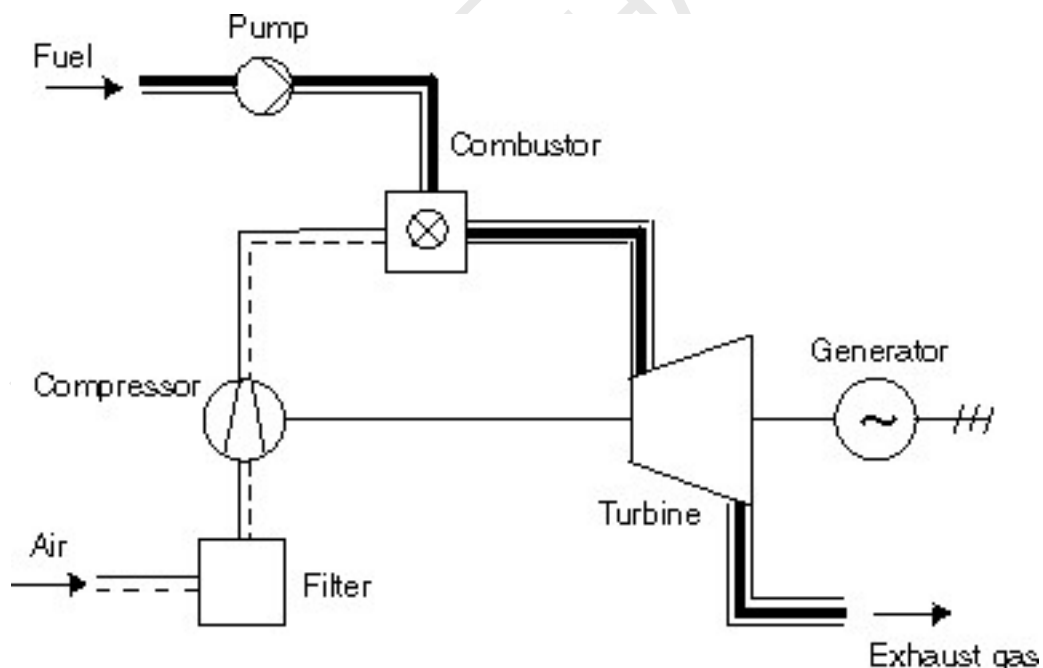 Pump
Fuel
Combustor
Generator
Compressor
Turbine
Air
Filter
Exhaust gas